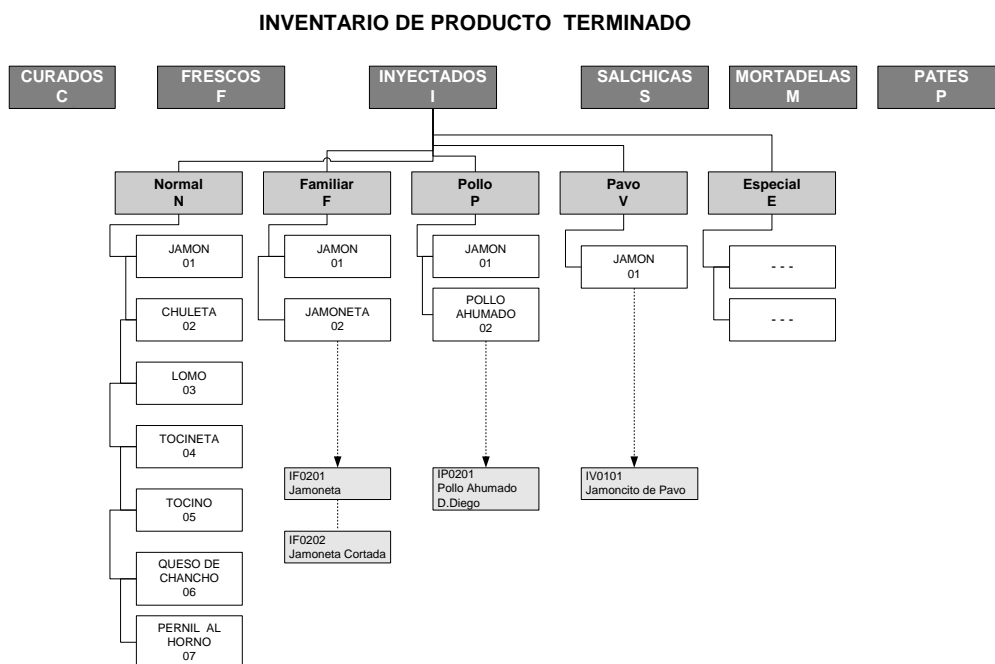 INVENTARIO DE PRODUCTO TERMINADO
CURADOS
C
FRESCOS
F
INYECTADOS
I
SALCHICAS
S
MORTADELAS
M
PATES
P
Normal
N
Familiar
F
Pollo
P
Pavo
V
Especial
E
JAMON
01
CHULETA
02
LOMO
03
TOCINETA
04
TOCINO
05
QUESO DE
CHANCHO
06
PERNIL AL
HORNO
07
JAMON
01
JAMONETA
02
IF0201
Jamoneta
IF0202
Jamoneta Cortada
JAMON
01
POLLO
AHUMADO
02
IP0201
Pollo Ahumado
D.Diego
JAMON
01
IV0101
Jamoncito de Pavo
- - -
- - -